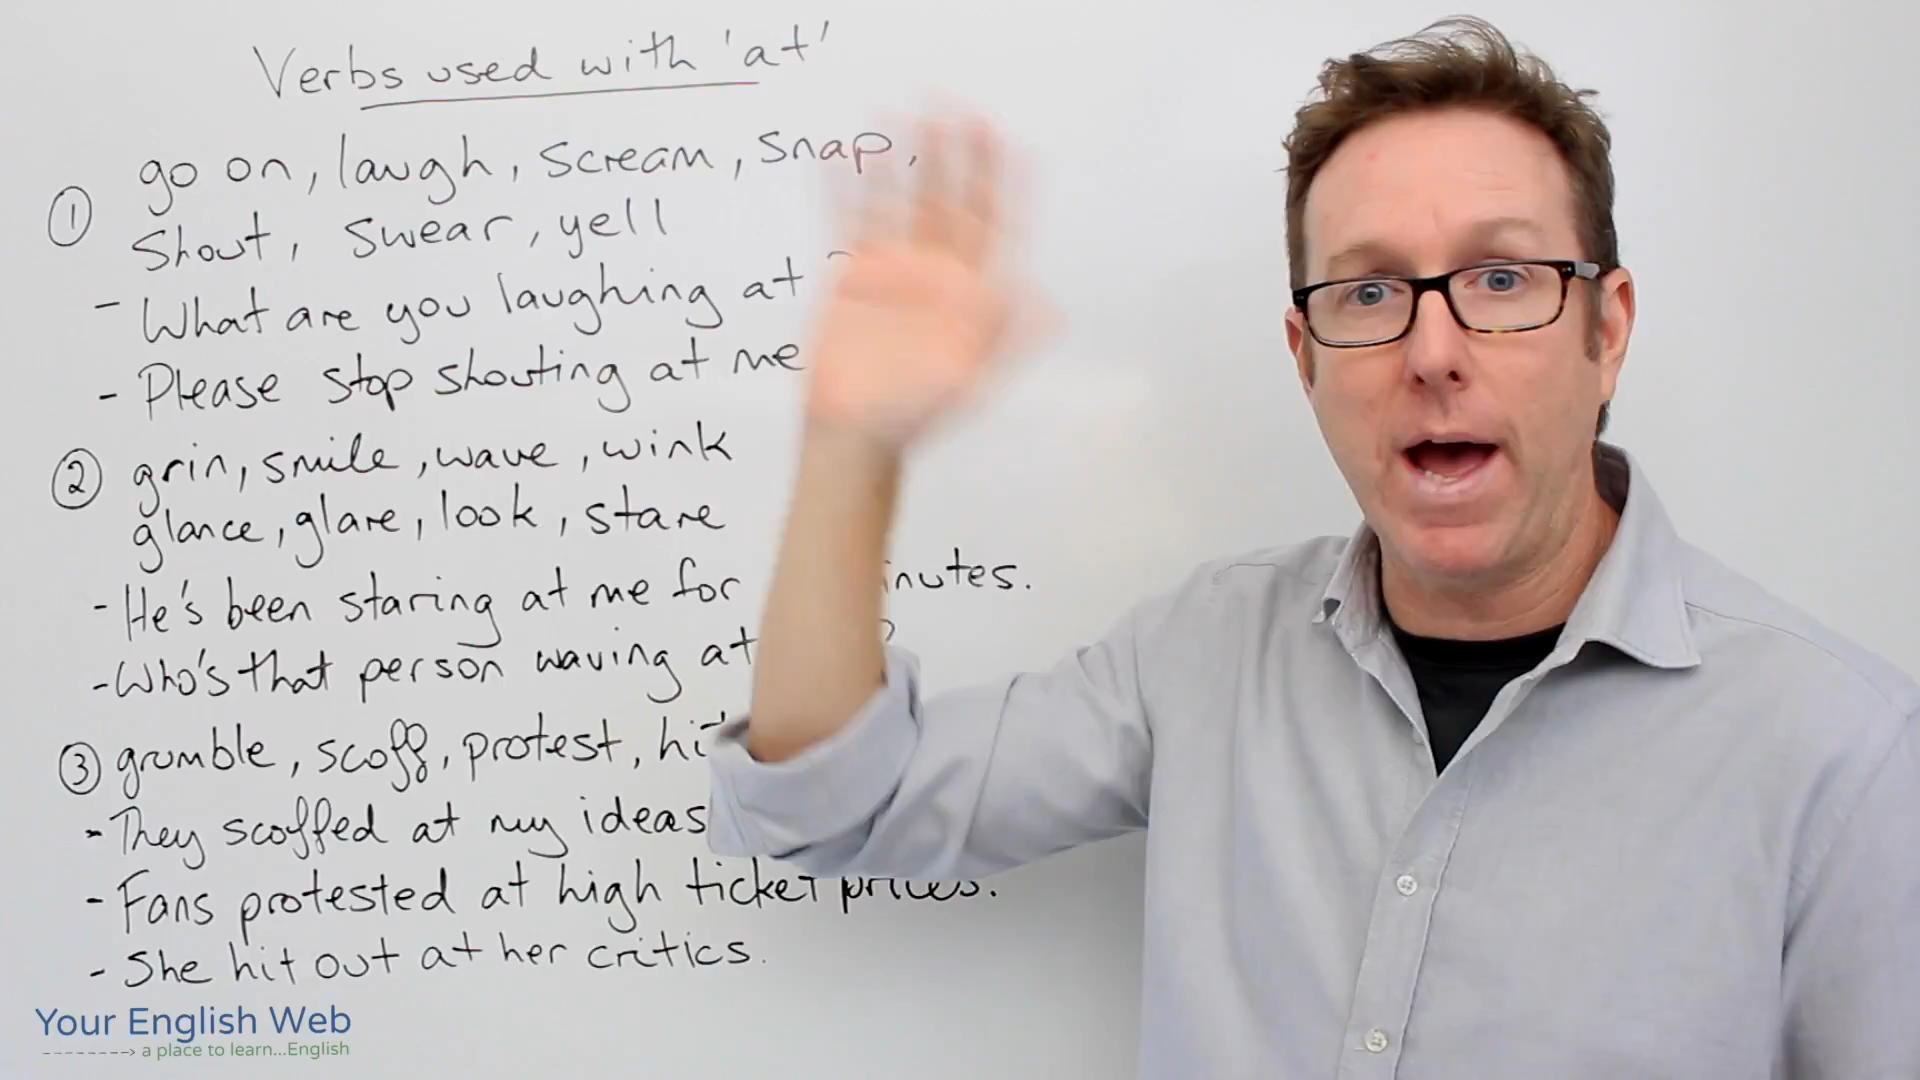 Verbs used with 'at'
① go on, laugh, scream, snap,
shout, swear, yell
- What are you laughing at
- Please stop shouting at me
② grin, smile, wave, wink
glance, glare, look, stare
- He's been staring at me for
- Who's that person waving at
③ grumble, scoff, protest,
- They scoffed at my ideas
- Fans protested at high ticket prices.
- She hit out at her critics.
Your English Web
a place to learn...English